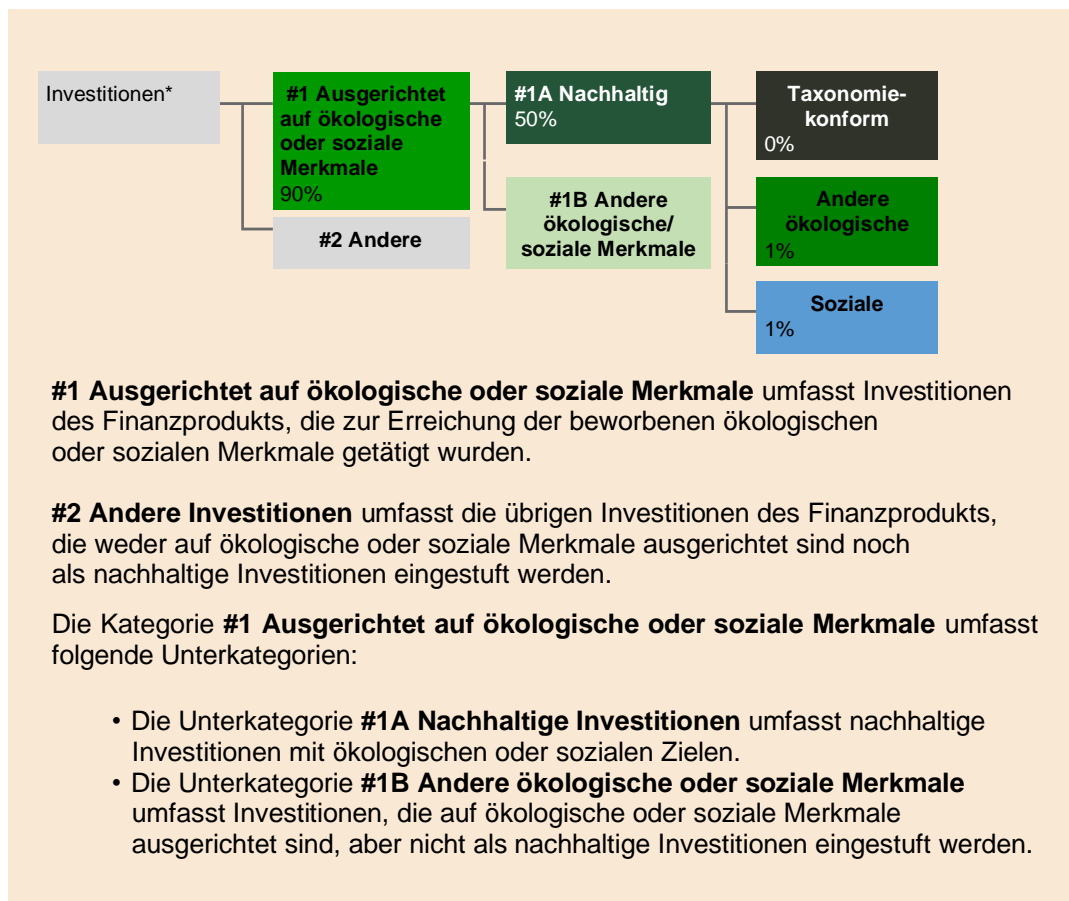 Investitionen*
#1 Ausgerichtet
auf ökologische
oder soziale
Merkmale
90%
#2 Andere
#1A Nachhaltig
50%
#1B Andere
ökologische/
soziale Merkmale
Taxonomie-
konform
0%
Andere
ökologische
1%
Soziale
1%
#1 Ausgerichtet auf ökologische oder soziale Merkmale umfasst Investitionen
des Finanzprodukts, die zur Erreichung der beworbenen ökologischen
oder sozialen Merkmale getätigt wurden.
#2 Andere Investitionen umfasst die übrigen Investitionen des Finanzprodukts,
die weder auf ökologische oder soziale Merkmale ausgerichtet sind noch
als nachhaltige Investitionen eingestuft werden.
Die Kategorie #1 Ausgerichtet auf ökologische oder soziale Merkmale umfasst
folgende Unterkategorien:
• Die Unterkategorie #1A Nachhaltige Investitionen umfasst nachhaltige
Investitionen mit ökologischen oder sozialen Zielen.
• Die Unterkategorie #1B Andere ökologische oder soziale Merkmale
umfasst Investitionen, die auf ökologische oder soziale Merkmale
ausgerichtet sind, aber nicht als nachhaltige Investitionen eingestuft werden.